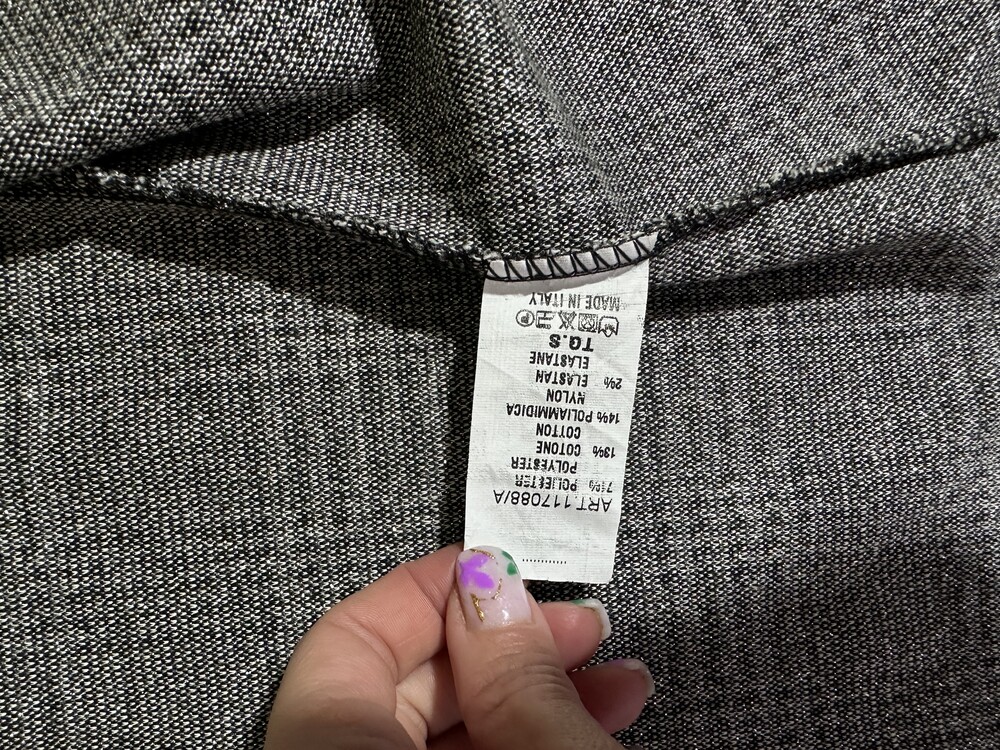 ART.117088/A
71% POLIESTER
POLYESTER
13% COTONE
COTTON
14% POLIAMMIDICA
NYLON
2% ELASTAN
ELASTANE
TG.S
MADE IN ITALY